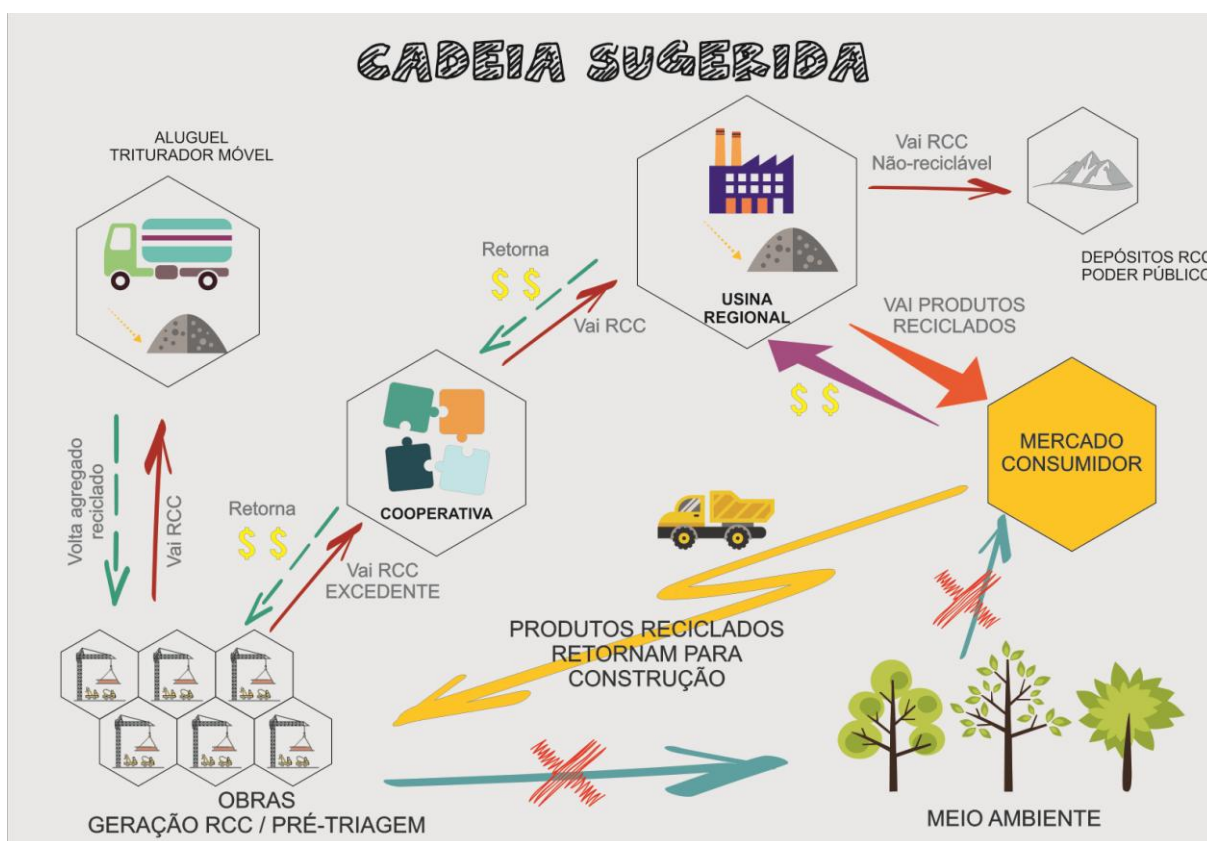 CADEIA SUGERIDA
ALUGUEL
TRITURADOR MÓVEL
Vai RCC
Não-reciclável
DEPÓSITOS RCC
PODER PÚBLICO
Retorna
$ $
Vai RCC
USINA
REGIONAL
VAI PRODUTOS
RECICLADOS
$ $
MERCADO
CONSUMIDOR
Volta agregado
reciclado
Vai RCC
Retorna
$ $
COOPERATIVA
Vai RCC
EXCEDENTE
PRODUTOS RECICLADOS
RETORNAM PARA
CONSTRUÇÃO
OBRAS
GERAÇÃO RCC / PRÉ-TRIAGEM
MEIO AMBIENTE